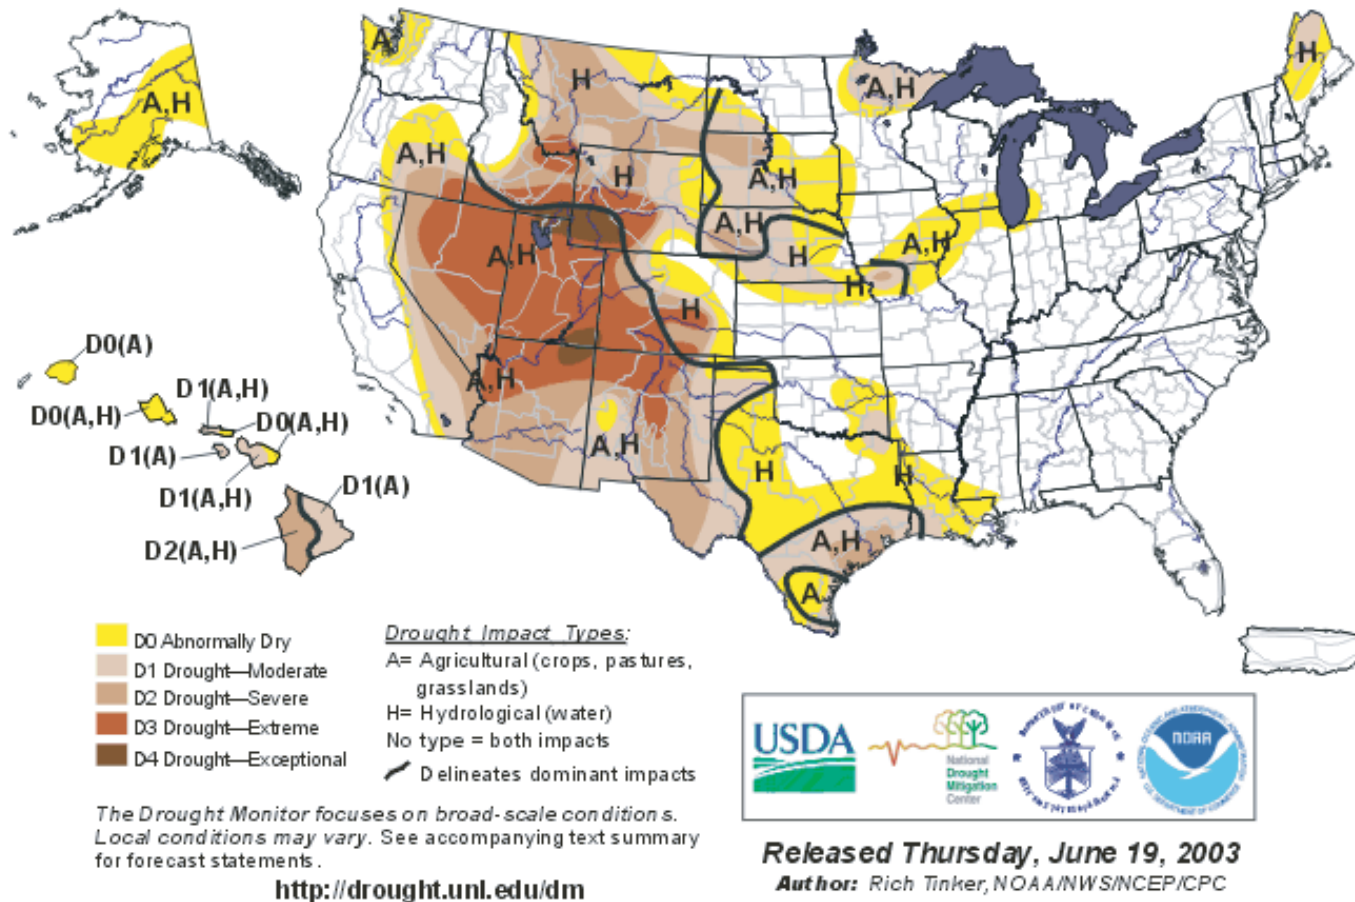 A
A,H
H
A,H
H
A,H
A,H
H
A,H
A,H
H
A,H
A,H
H
H
H
A,H
A,H
H
H
A,H
A
D0(A)
D1(A,H)
D0(A,H)
D0(A,H)
D1(A)
D1(A,H)
D1(A)
D2(A,H)
D0 Abnormally Dry
D1 Drought—Moderate
D2 Drought—Severe
D3 Drought—Extreme
D4 Drought—Exceptional
Drought Impact Types:
A= Agricultural (crops, pastures,
grasslands)
H= Hydrological (water)
No type = both impacts
Delineates dominant impacts
The Drought Monitor focuses on broad-scale conditions.
Local conditions may vary. See accompanying text summary
for forecast statements.
http://drought.unl.edu/dm
USDA
National
Drought
Mitigation
Center
NOAA
Released Thursday, June 19, 2003
Author: Rich Tinker, NOAA/NWS/NCEP/CPC